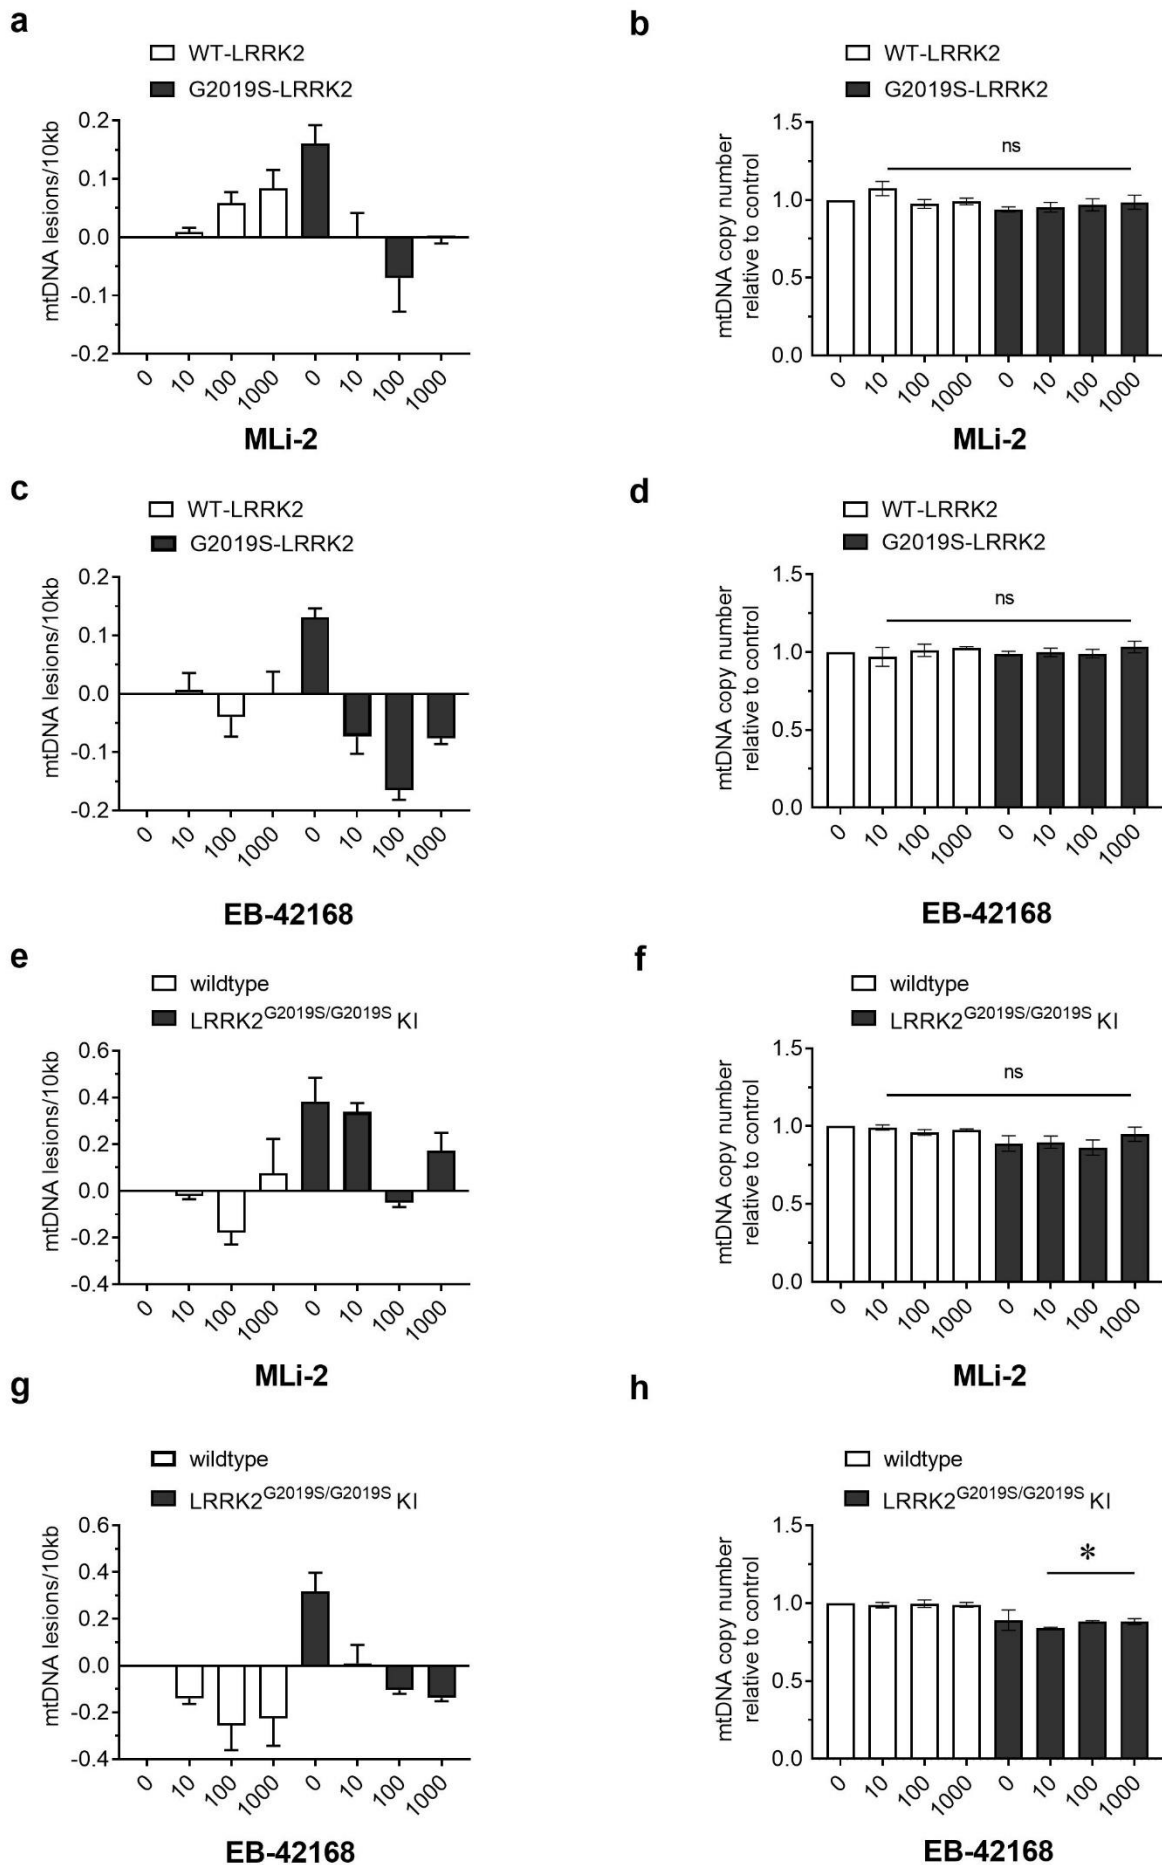 a
WT-LRRK2
G2019S-LRRK2
mtDNA lesions/10kb
0.2
0.1
0.0
-0.1
-0.2
0 10 100 1000 0 10 100 1000
MLi-2
b
WT-LRRK2
G2019S-LRRK2
mtDNA copy number
relative to control
1.5
1.0
0.5
0.0
ns
0 10 100 1000 0 10 100 1000
MLi-2
c
WT-LRRK2
G2019S-LRRK2
mtDNA lesions/10kb
0.2
0.1
0.0
-0.1
-0.2
0 10 100 1000 0 10 100 1000
EB-42168
d
WT-LRRK2
G2019S-LRRK2
mtDNA copy number
relative to control
1.5
1.0
0.5
0.0
ns
0 10 100 1000 0 10 100 1000
EB-42168
e
wildtype
LRRK2G2019S/G2019S KI
mtDNA lesions/10kb
0.6
0.4
0.2
0.0
-0.2
-0.4
0 10 100 1000 0 10 100 1000
MLi-2
f
wildtype
LRRK2G2019S/G2019S KI
mtDNA copy number
relative to control
1.5
1.0
0.5
0.0
ns
0 10 100 1000 0 10 100 1000
MLi-2
g
wildtype
LRRK2G2019S/G2019S KI
mtDNA lesions/10kb
0.6
0.4
0.2
0.0
-0.2
-0.4
0 10 100 1000 0 10 100 1000
EB-42168
h
wildtype
LRRK2G2019S/G2019S KI
mtDNA copy number
relative to control
1.5
1.0
0.5
0.0
*
0 10 100 1000 0 10 100 1000
EB-42168